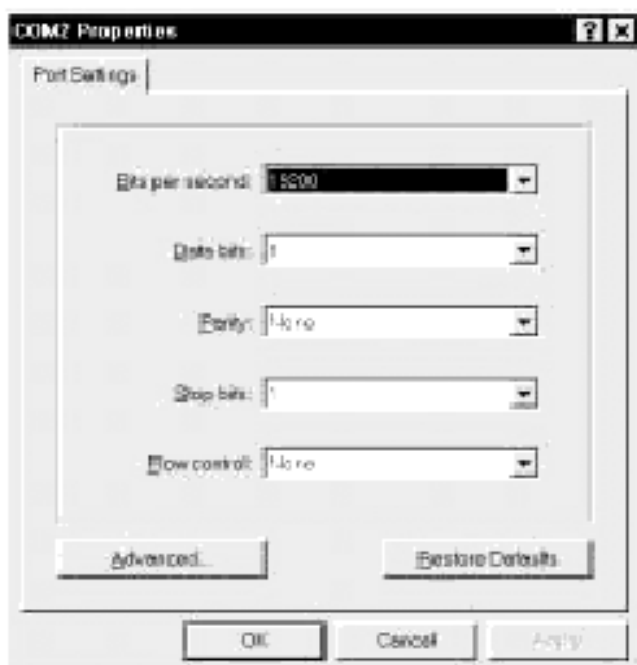 COM2 Properties
Port Settings
Bits per second: 19200
Data bits:
Parity: None
Stop bits: 1
Flow control: None
Advanced...
Restore Defaults
OK
Cancel
Apply